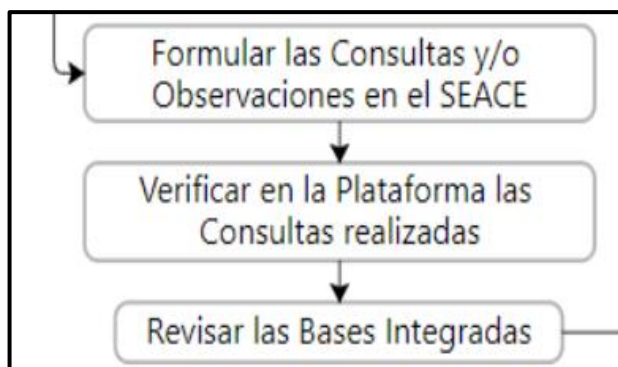 Formular las Consultas y/o
Observaciones en el SEACE
Verificar en la Plataforma las
Consultas realizadas
Revisar las Bases Integradas